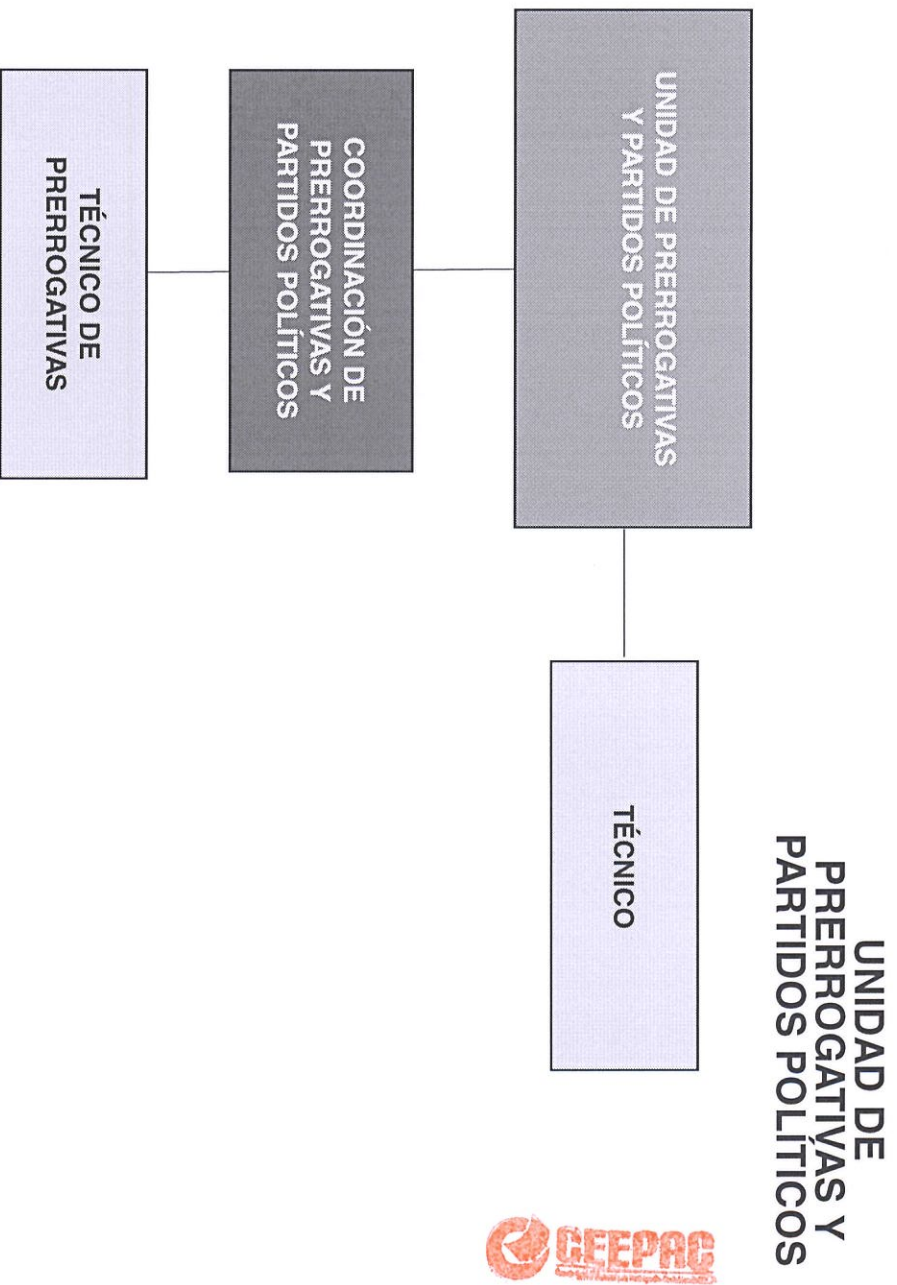 UNIDAD DE
PRERROGATIVAS Y
PARTIDOS POLÍTICOS
CEEPAC
UNIDAD DE PRERROGATIVAS
Y PARTIDOS POLÍTICOS
TÉCNICO
COORDINACIÓN DE
PRERROGATIVAS Y
PARTIDOS POLÍTICOS
TÉCNICO DE
PRERROGATIVAS